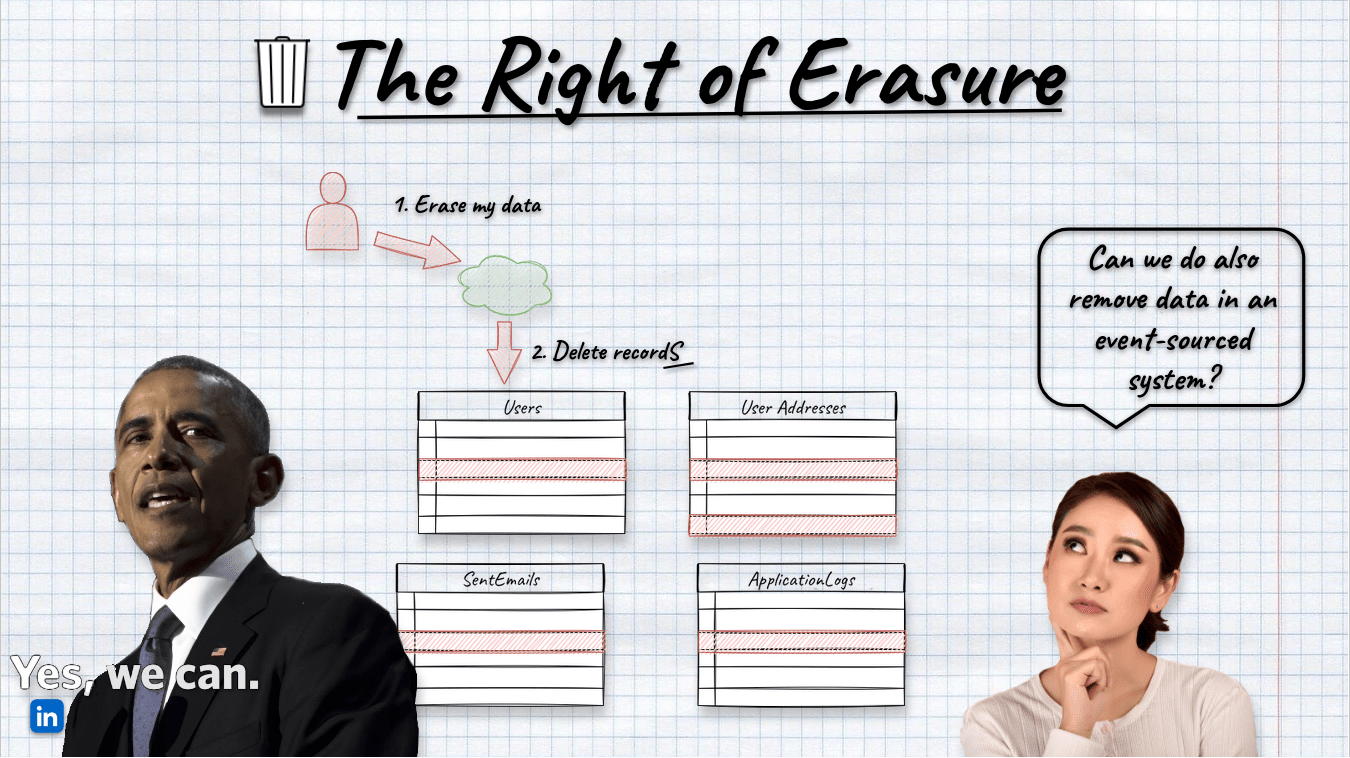 The Right of Erasure
1. Erase my data
Can we do also
remove data in an
event-sourced
system?
2. Delete recordS
Users
User Addresses
SentEmails
ApplicationLogs
Yes, we can.
in